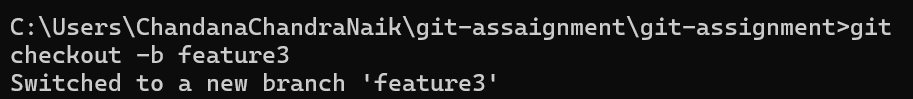 C:\Users\ChandanaChandraNaik\git-assaignment\git-assignment>git
checkout -b feature3
Switched to a new branch 'feature3'